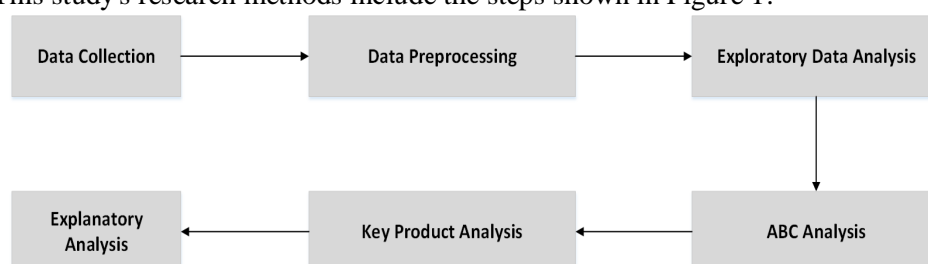 This study's research methods include the steps shown in Figure 1.
Data Collection
Data Preprocessing
Exploratory Data Analysis
ABC Analysis
Key Product Analysis
Explanatory
Analysis